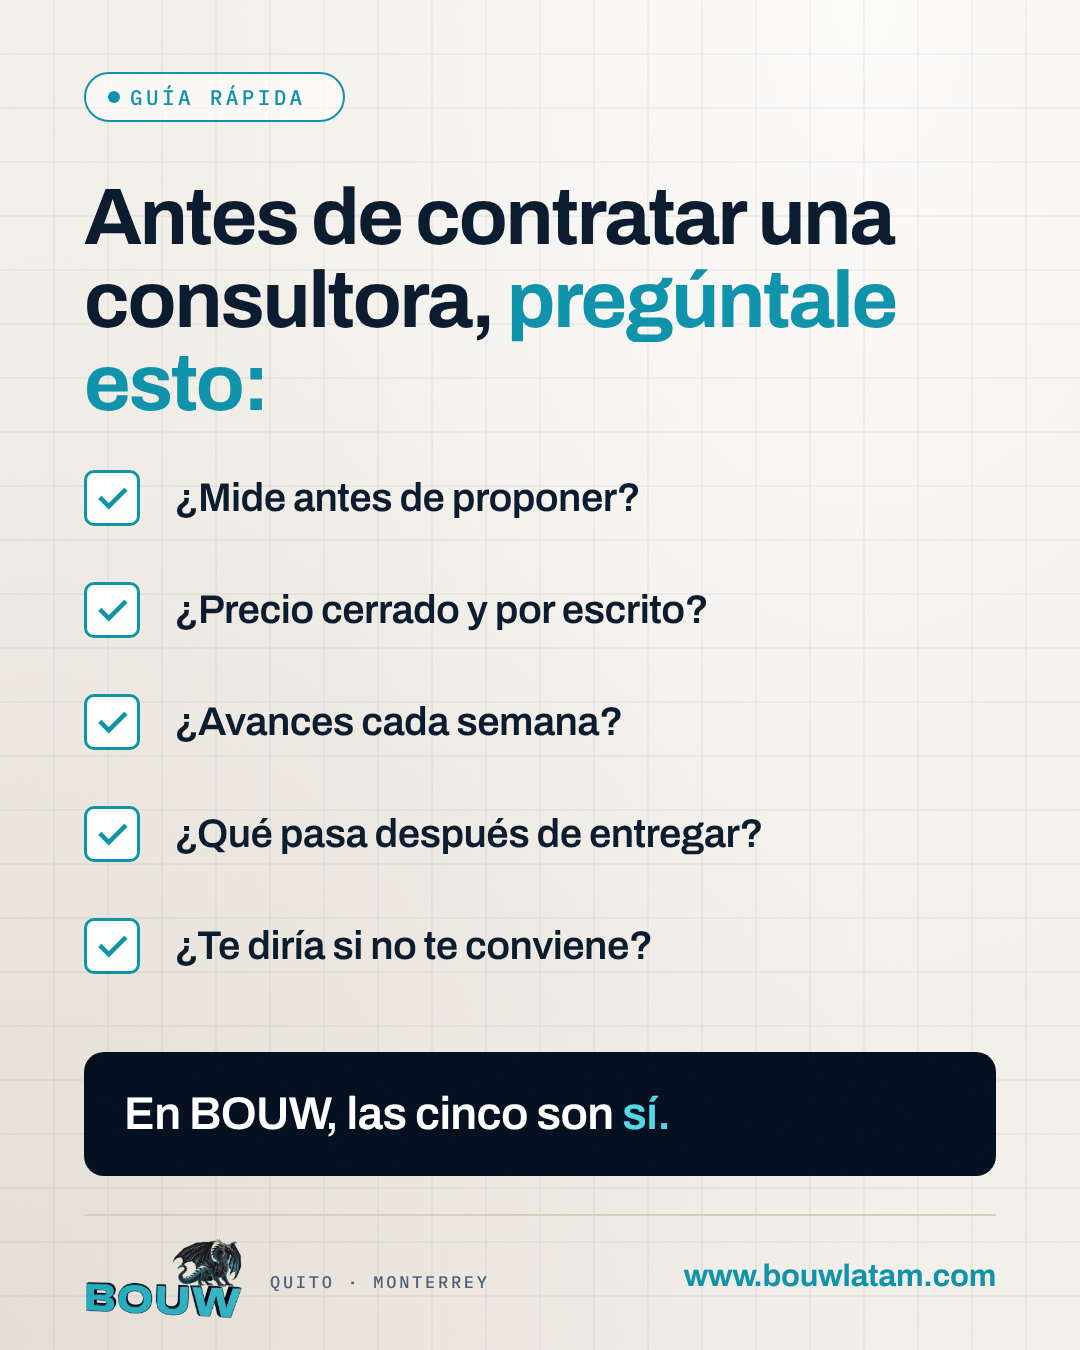 GUÍA RÁPIDA
Antes de contratar una
consultora, pregúntale
esto:
¿Mide antes de proponer?
¿Precio cerrado y por escrito?
¿Avances cada semana?
¿Qué pasa después de entregar?
¿Te diría si no te conviene?
En BOUW, las cinco son sí.
BOUW
QUITO · MONTERREY
www.bouwlatam.com